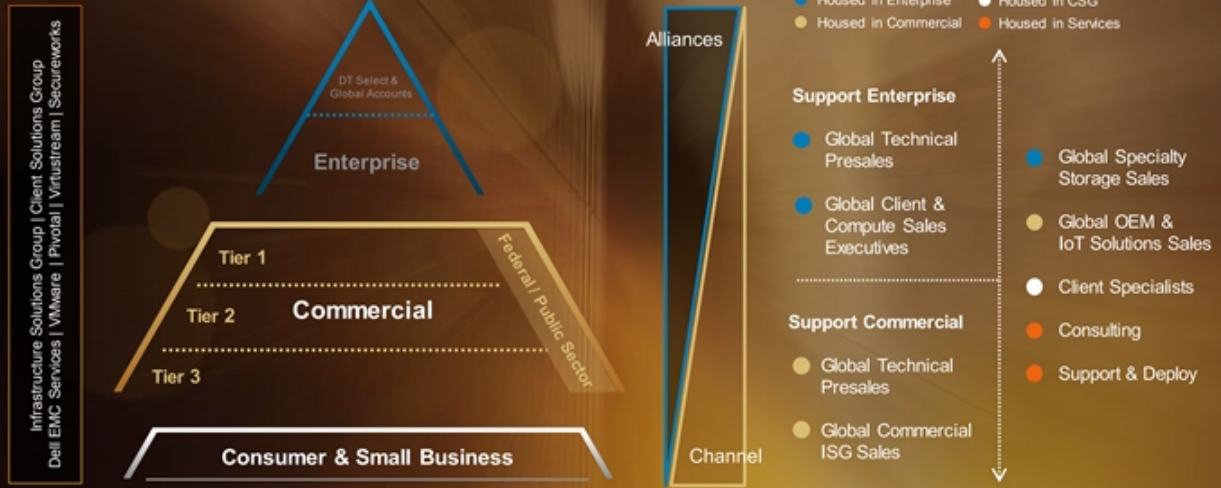 Infrastructure Solutions Group | Client Solutions Group
Dell EMC Services | VMware | Pivotal | Virtustream | Secureworks
DT Select &
Global Accounts
Enterprise
Tier 1
Tier 2
Commercial
Tier 3
Federal / Public Sector
Consumer & Small Business
Alliances
Channel
Housed in Enterprise
Housed in CSG
Housed in Commercial
Housed in Services
Support Enterprise
Global Technical
Presales
Global Client &
Compute Sales
Executives
Support Commercial
Global Technical
Presales
Global Commercial
ISG Sales
Global Specialty
Storage Sales
Global OEM &
IoT Solutions Sales
Client Specialists
Consulting
Support & Deploy